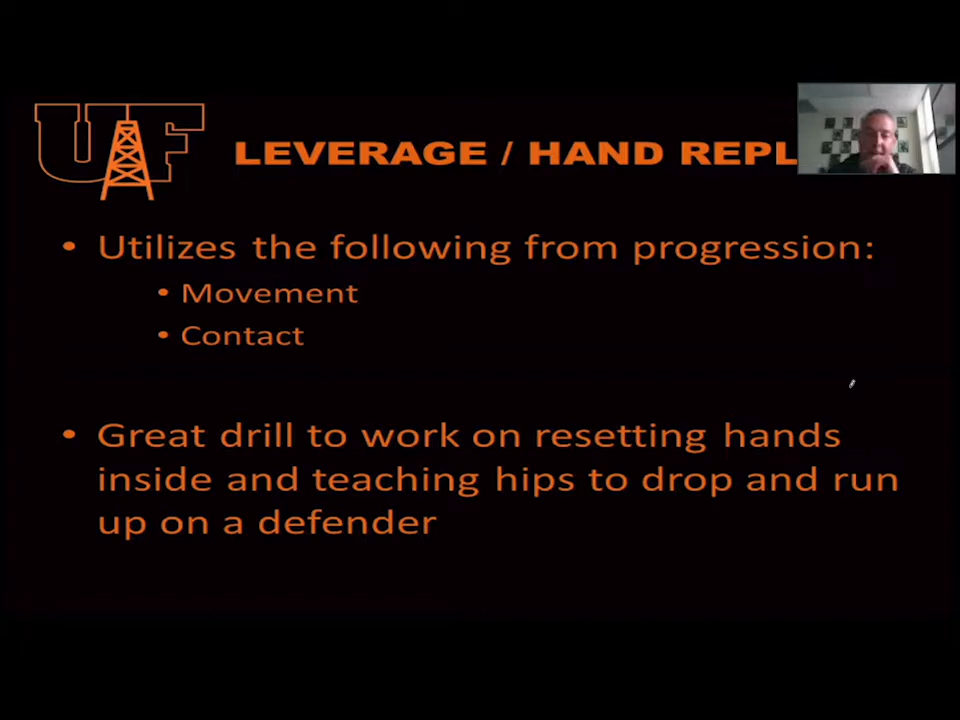 UF
LEVERAGE / HAND REPL
• Utilizes the following from progression:
• Movement
• Contact
• Great drill to work on resetting hands
inside and teaching hips to drop and run
up on a defender